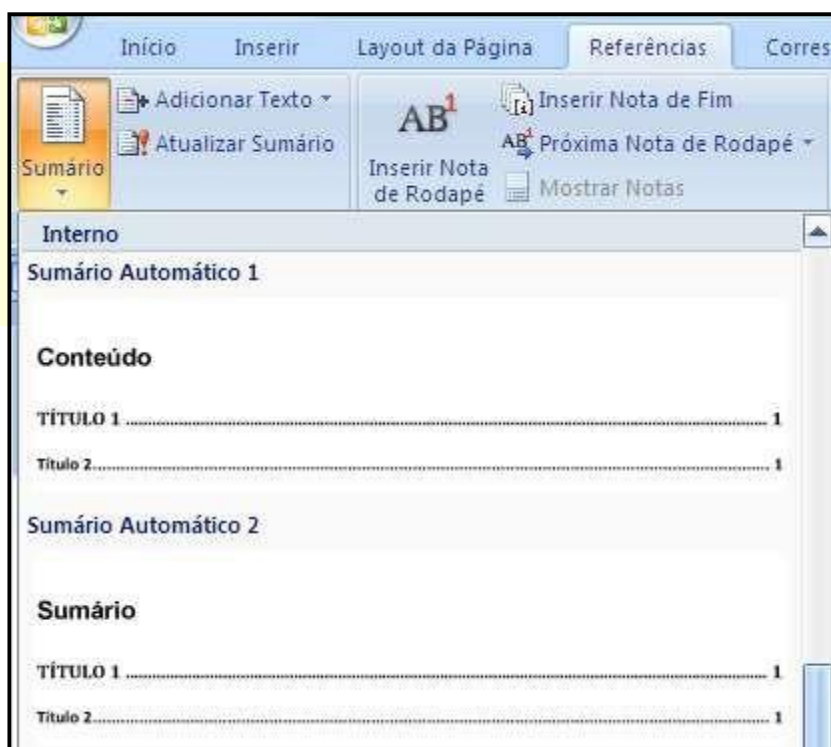 Início Inserir Layout da Página Referências Corres
Sumário
Adicionar Texto
Atualizar Sumário
AB1
Inserir Nota
de Rodapé
[i] Inserir Nota de Fim
AB1 Próxima Nota de Rodapé
Mostrar Notas
Interno
Sumário Automático 1
Conteúdo
TÍTULO 1 ........ 1
Título 2 ........ 1
Sumário Automático 2
Sumário
TÍTULO 1 ........ 1
Título 2 ........ 1